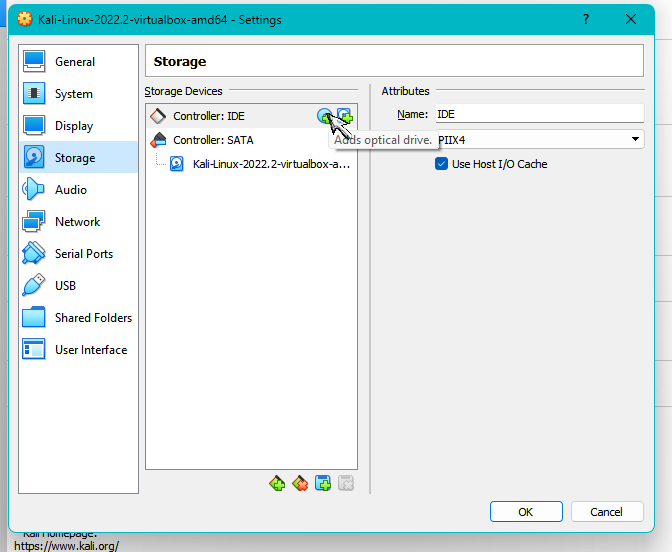 Kali-Linux-2022.2-virtualbox-amd64 - Settings
?
General
System
Display
Storage
Audio
Network
Serial Ports
USB
Shared Folders
User Interface
Storage
Storage Devices
Controller: IDE
Controller: SATA
Kali-Linux-2022.2-virtualbox-a...
Adds optical drive.
Attributes
Name: IDE
PIIX4
Use Host I/O Cache
OK
Cancel
Kali Homepage:
https://www.kali.org/